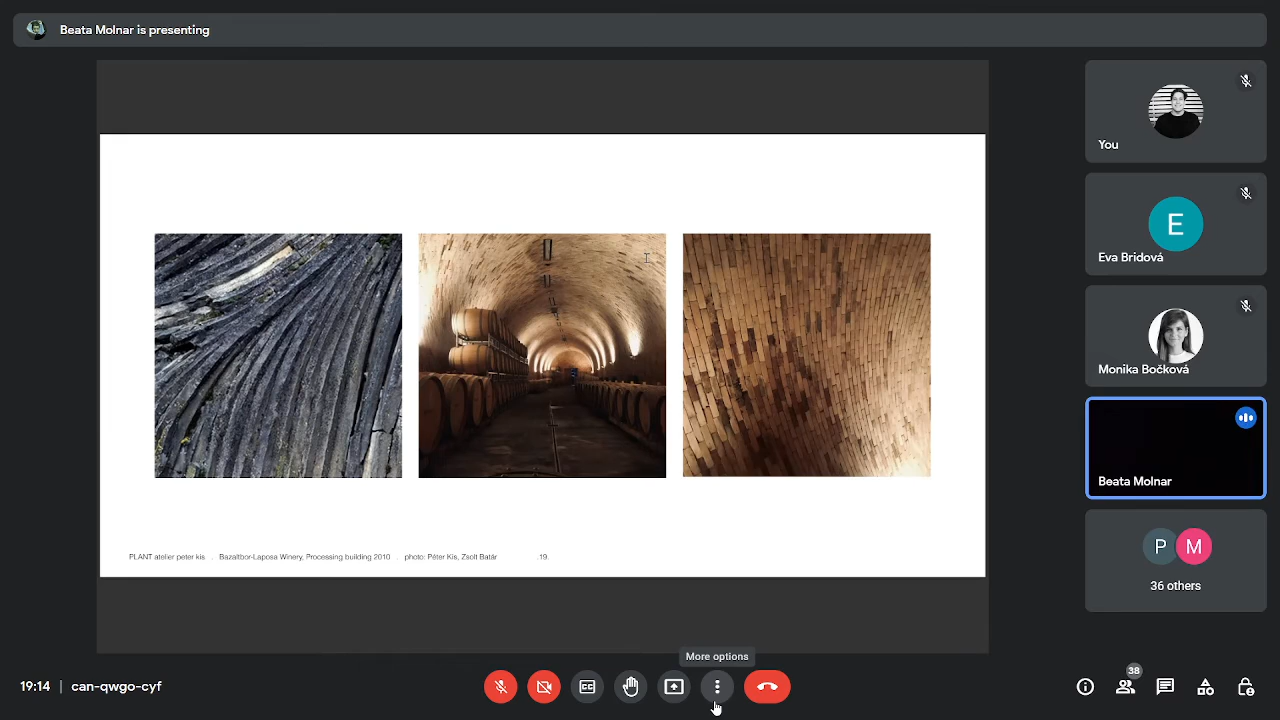 Beata Molnar is presenting
You
E
Eva Bridová
Monika Bočková
Beata Molnar
P M
36 others
PLANT atelier peter kis . Bazaltbor-Laposa Winery, Processing building 2010 . photo: Péter Kis, Zsolt Batár .19.
More options
19:14 | can-qwgo-cyf
38